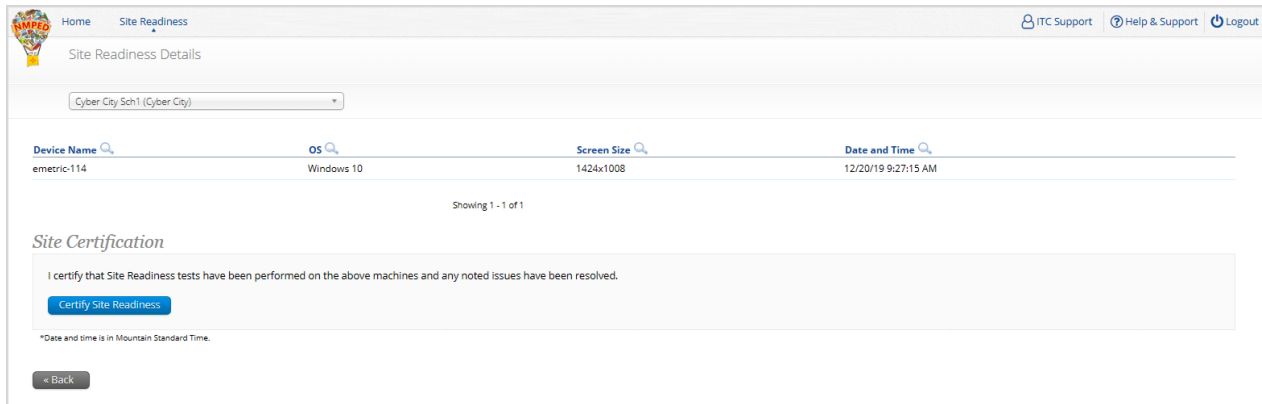 NMPED
Home Site Readiness ITC Support Help & Support Logout
Site Readiness Details
Cyber City Sch1 (Cyber City)
Device Name OS Screen Size Date and Time
emetric-114 Windows 10 1424x1008 12/20/19 9:27:15 AM
Showing 1 - 1 of 1
Site Certification
I certify that Site Readiness tests have been performed on the above machines and any noted issues have been resolved.
Certify Site Readiness
*Date and time is in Mountain Standard Time.
« Back